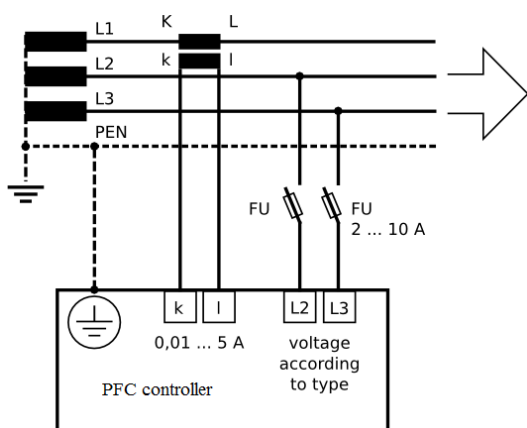 K L
L1
k l
L2
L3
PEN
FU FU
2 ... 10 A
k l L2 L3
0,01 ... 5 A voltage
according
to type
PFC controller